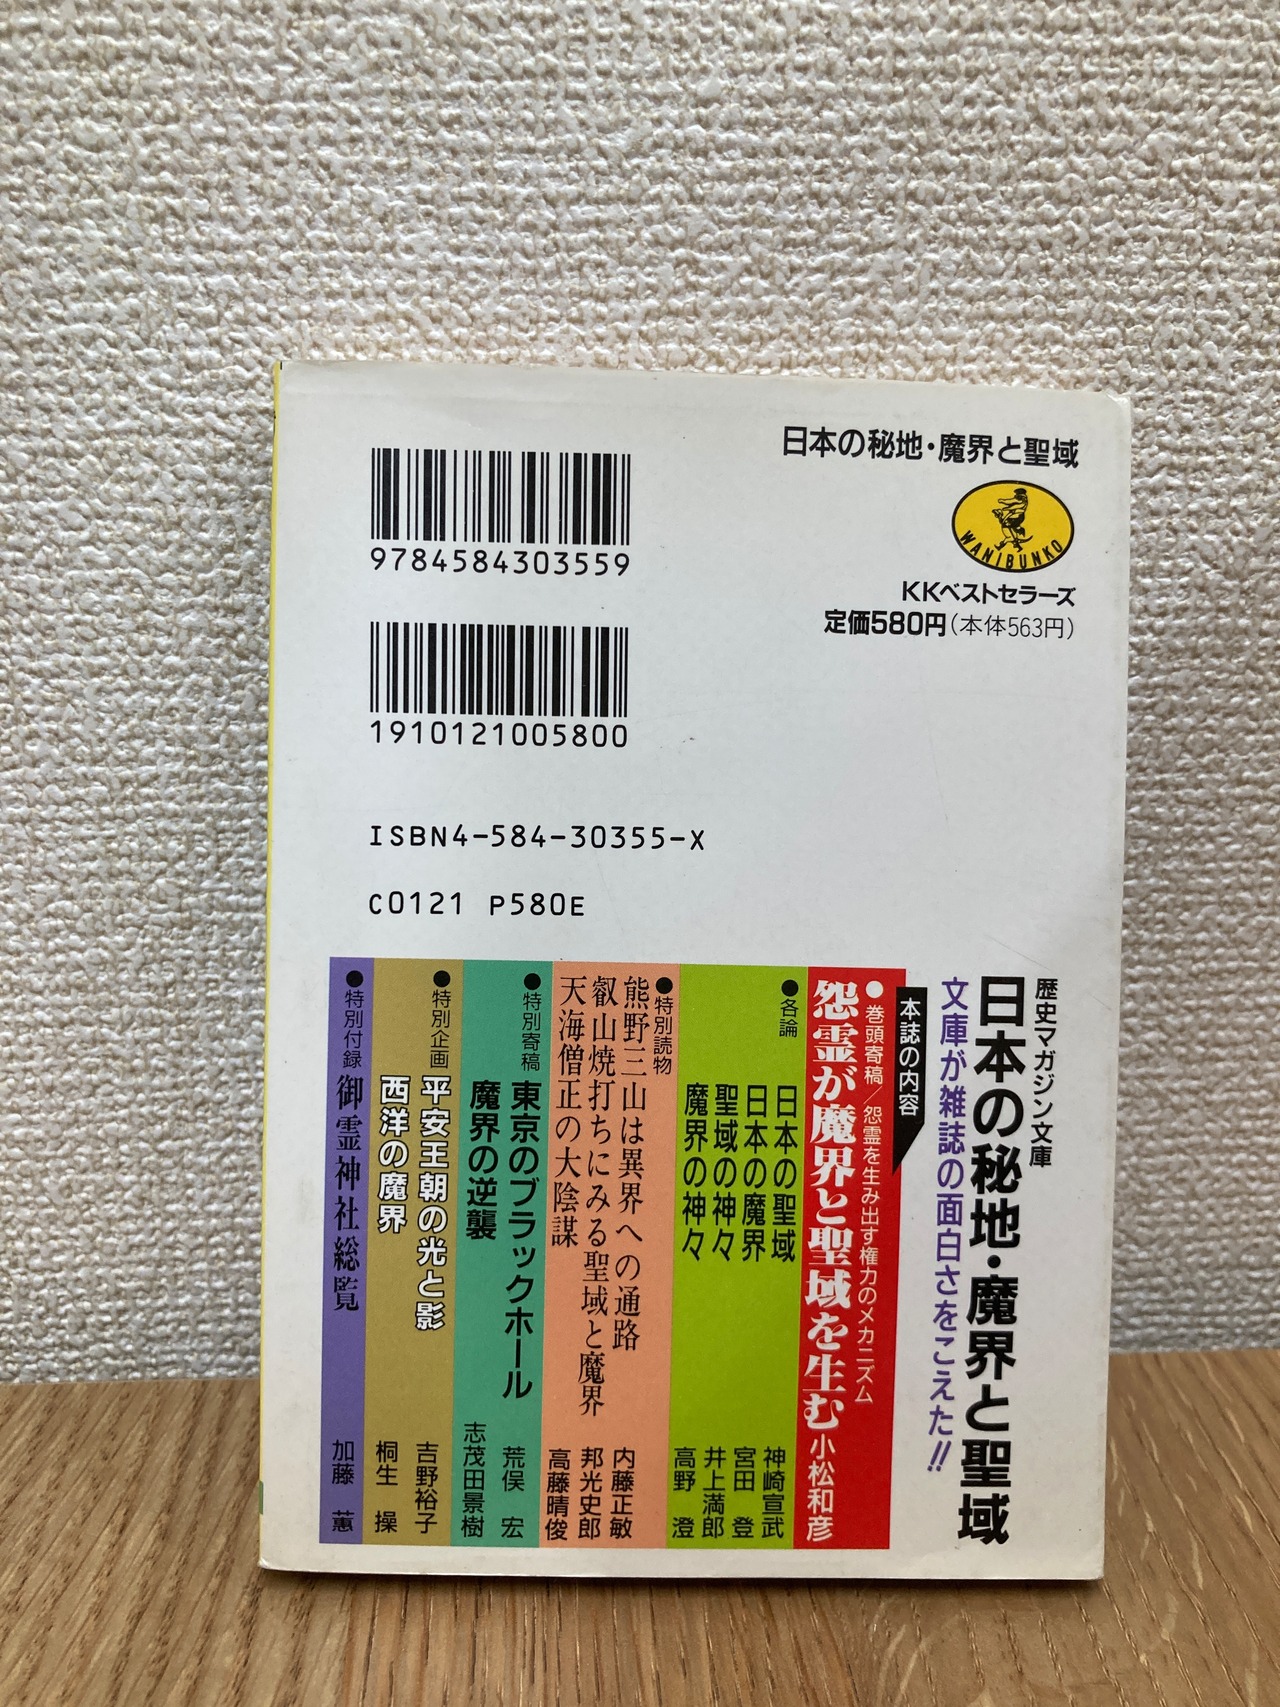 日本の秘地・魔界と聖域
WANIBUNKO
KKベストセラーズ
定価580円(本体563円)
9784584303559
1910121005800
ISBN4-584-30355-X
C0121 P580E
歴史マガジン文庫
日本の秘地・魔界と聖域
文庫が雑誌の面白さをこえた!!
本誌の内容
●巻頭寄稿/怨霊を生み出す権力のメカニズム
怨霊が魔界と聖域を生む 小松和彦
●各論
日本の聖域 神崎宣武
日本の魔界 宮田 登
聖域の神々 井上満郎
魔界の神々 高野 澄
●特別読物
熊野三山は異界への通路 内藤正敏
叡山焼打ちにみる聖域と魔界 邦光史郎
天海僧正の大陰謀 高藤晴俊
●特別寄稿
東京のブラックホール 荒俣 宏
魔界の逆襲 志茂田景樹
●特別企画
平安王朝の光と影 吉野裕子
西洋の魔界 桐生 操
●特別付録
御霊神社総覧 加藤 蕙